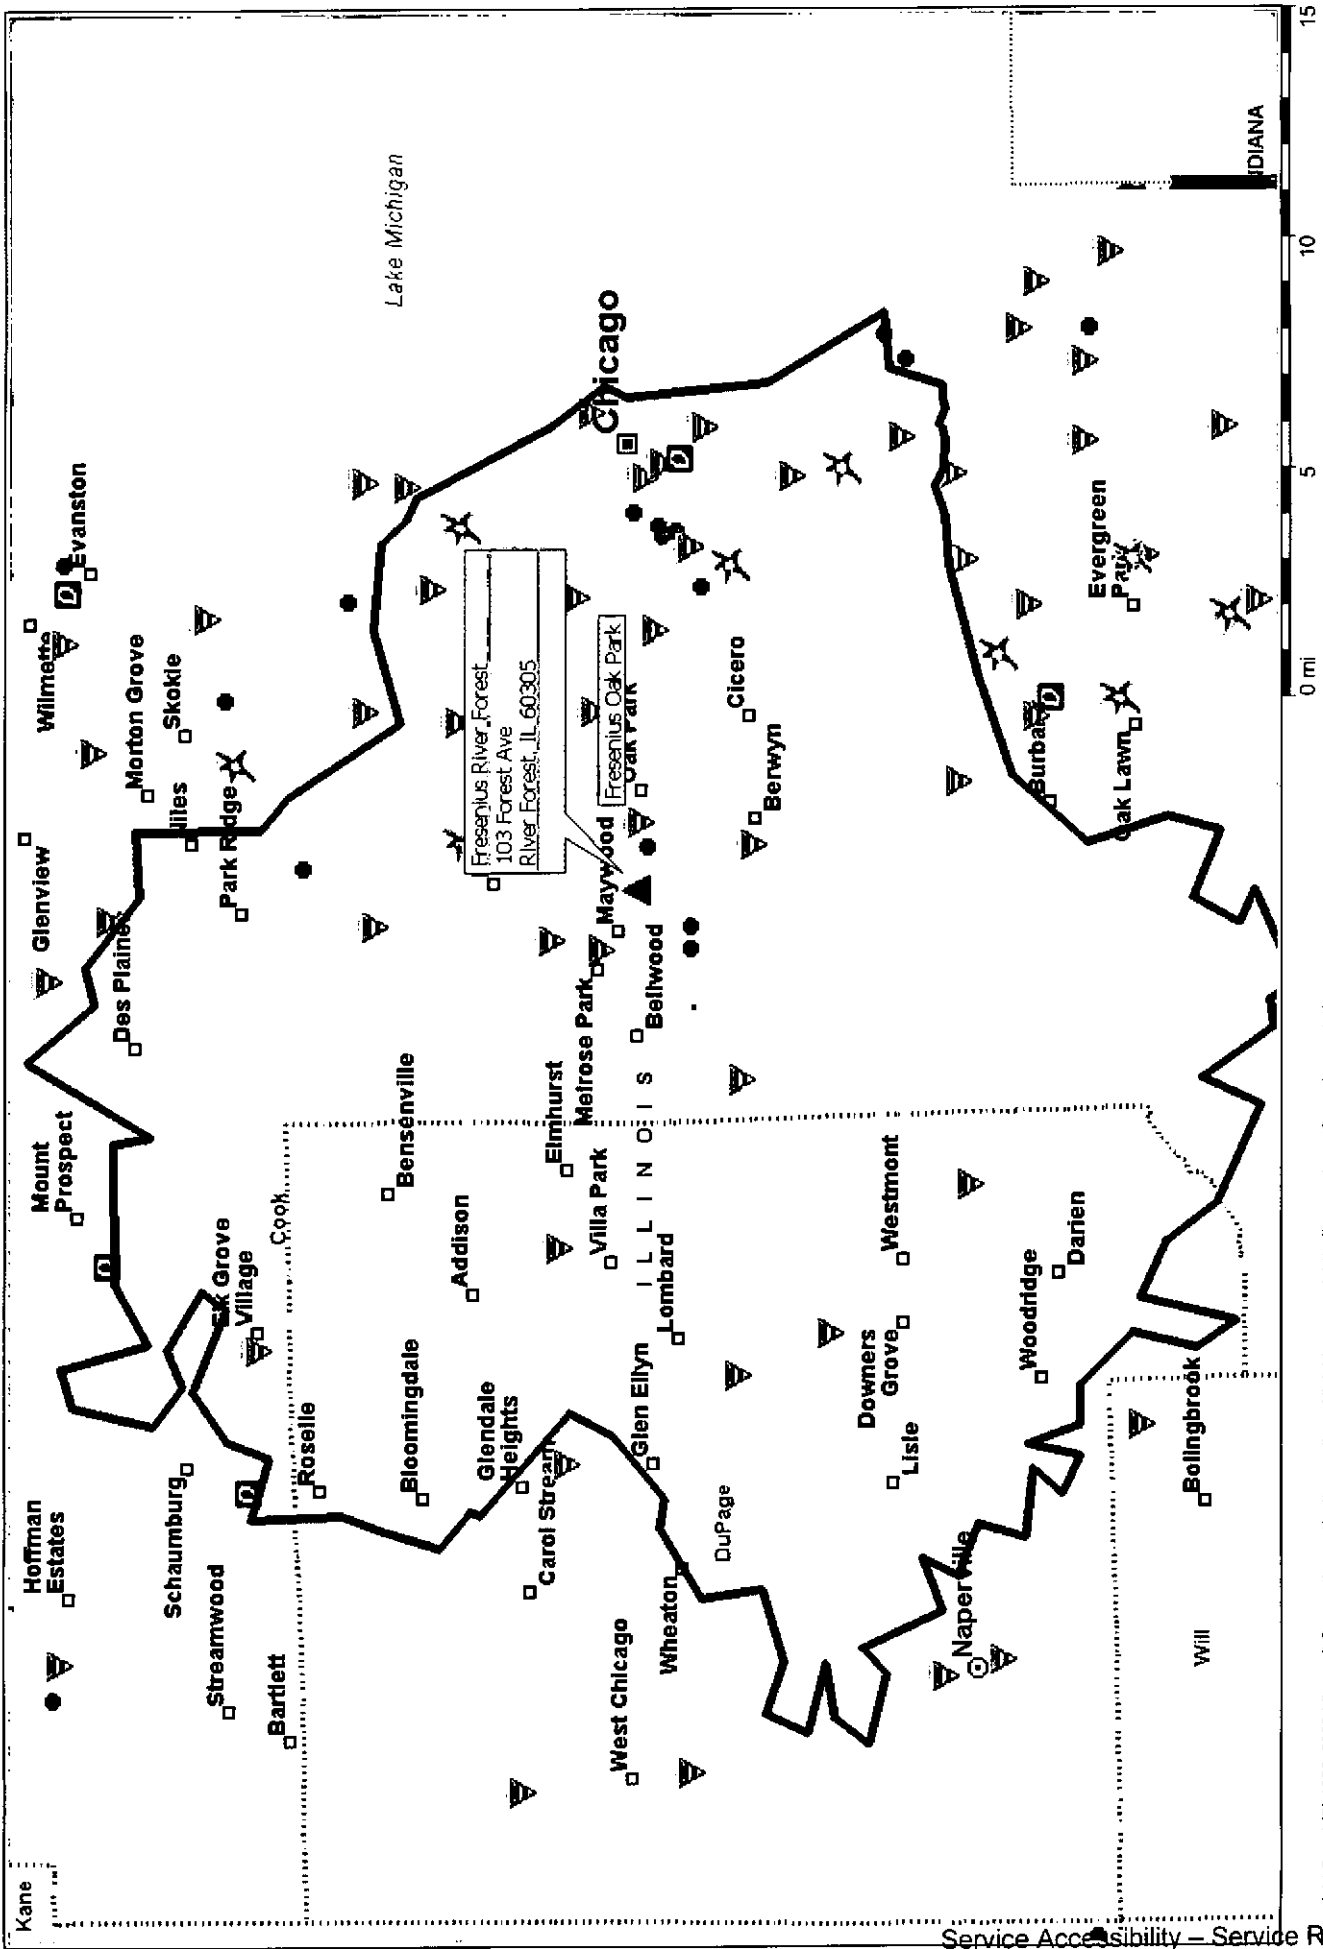 Kane
Hoffman
Estates
Schaumburg
Streamwood
Bartlett
Mount
Prospect
Elk Grove
Village
Cook
Roselle
Bloomingdale
Glendale
Heights
Carol Stream
West Chicago
Wheaton
Glen Ellyn
DuPage
Lombard
Villa Park
Addison
Bensenville
Elmhurst
ILLINOIS
Melrose Park
Bellwood
Maywood
Des Plaines
Glenview
Park Ridge
Niles
Morton Grove
Skokie
Wilmette
Evanston
Lake Michigan
Fresenius River Forest
103 Forest Ave
River Forest, IL 60305
Fresenius Oak Park
Oak Park
Chicago
Cicero
Berwyn
Westmont
Downers
Grove
Lisle
Woodridge
Darien
Naperville
Bolingbrook
Will
Burbank
Oak Lawn
Evergreen
Park
INDIANA
0 mi
5
10
15
Service Accessibility – Service R